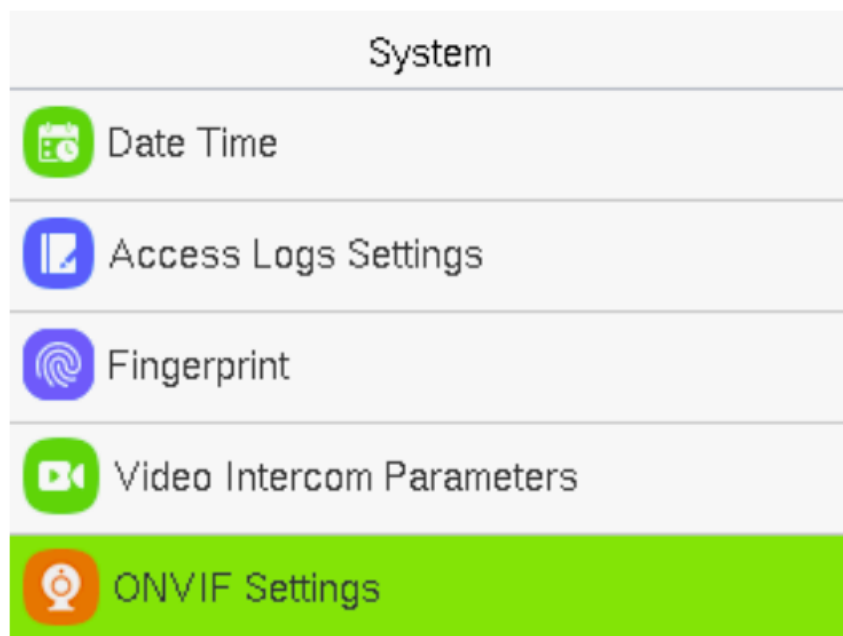 System
Date Time
Access Logs Settings
Fingerprint
Video Intercom Parameters
ONVIF Settings